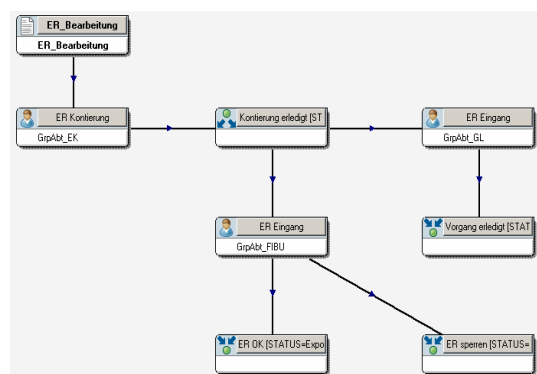 ER_Bearbeitung
ER_Bearbeitung
ER Kontierung
GrpAbt_EK
Kontierung erledigt [ST
ER Eingang
GrpAbt_GL
ER Eingang
GrpAbt_FIBU
Vorgang erledigt [STAT
ER OK [STATUS=Expo
ER sperren [STATUS=